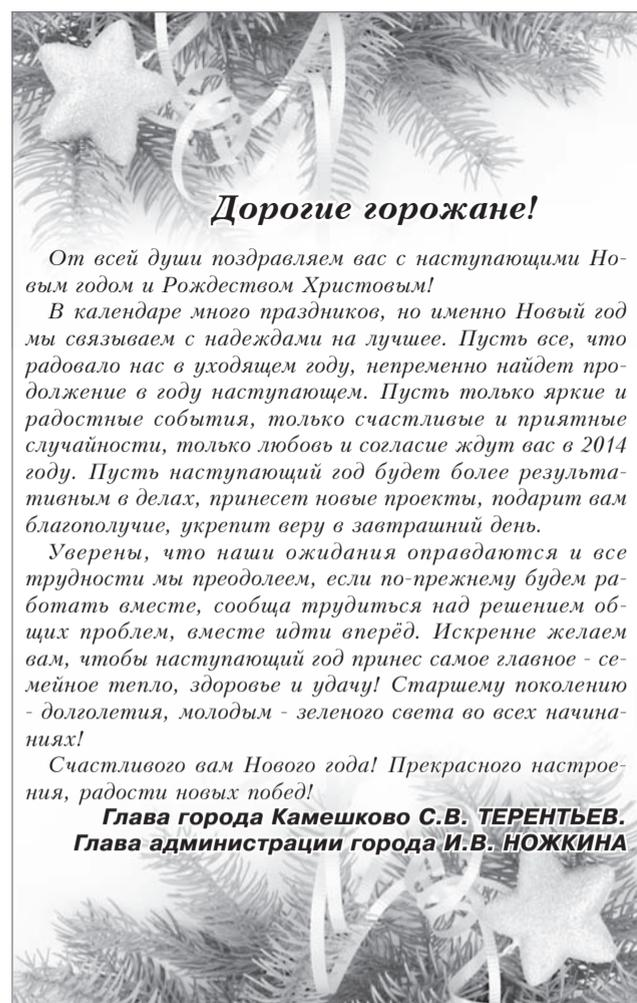 Дорогие горожане!
От всей души поздравляем вас с наступающими Но-
вым годом и Рождеством Христовым!
В календаре много праздников, но именно Новый год
мы связываем с надеждами на лучшее. Пусть все, что
радовало нас в уходящем году, непременно найдет про-
должение в году наступающем. Пусть только яркие и
радостные события, только счастливые и приятные
случайности, только любовь и согласие ждут вас в 2014
году. Пусть наступающий год будет более результа-
тивным в делах, принесет новые проекты, подарит вам
благополучие, укрепит веру в завтрашний день.
Уверены, что наши ожидания оправдаются и все
трудности мы преодолеем, если по-прежнему будем ра-
ботать вместе, сообща трудиться над решением об-
щих проблем, вместе идти вперёд. Искренне желаем
вам, чтобы наступающий год принес самое главное - се-
мейное тепло, здоровье и удачу! Старшему поколению
- долголетия, молодым - зеленого света во всех начина-
ниях!
Счастливого вам Нового года! Прекрасного настрое-
ния, радости новых побед!
Глава города Камешково С.В. ТЕРЕНТЬЕВ.
Глава администрации города И.В. НОЖКИНА